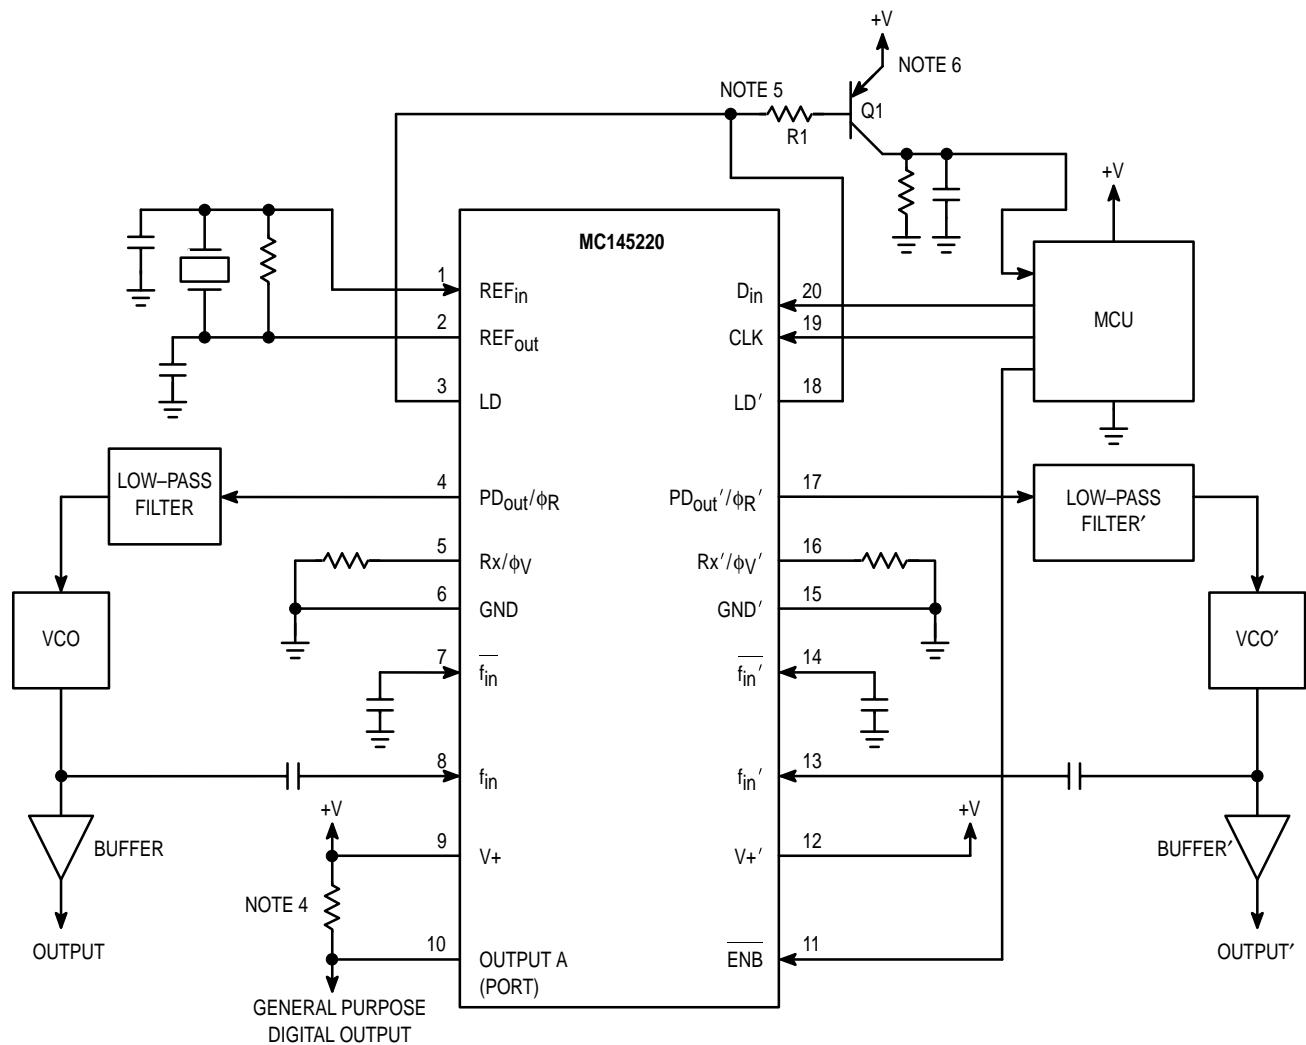 +V
NOTE 6
NOTE 5
Q1
R1
+V
MC145220
MCU
1
REFin
2
REFout
3
LD
Din
20
CLK
19
LD′
18
LOW–PASS
FILTER
4
PDout/ϕR
PDout′/ϕR′
17
LOW–PASS
FILTER′
5
Rx/ϕV
Rx′/ϕV′
16
6
GND
GND′
15
VCO
VCO′
7
f̅i̅n̅
f̅i̅n̅′
14
8
fin
fin′
13
+V
+V
BUFFER
9
V+
V+′
12
BUFFER′
NOTE 4
OUTPUT
10
OUTPUT A
(PORT)
E̅N̅B̅
11
OUTPUT′
GENERAL PURPOSE
DIGITAL OUTPUT